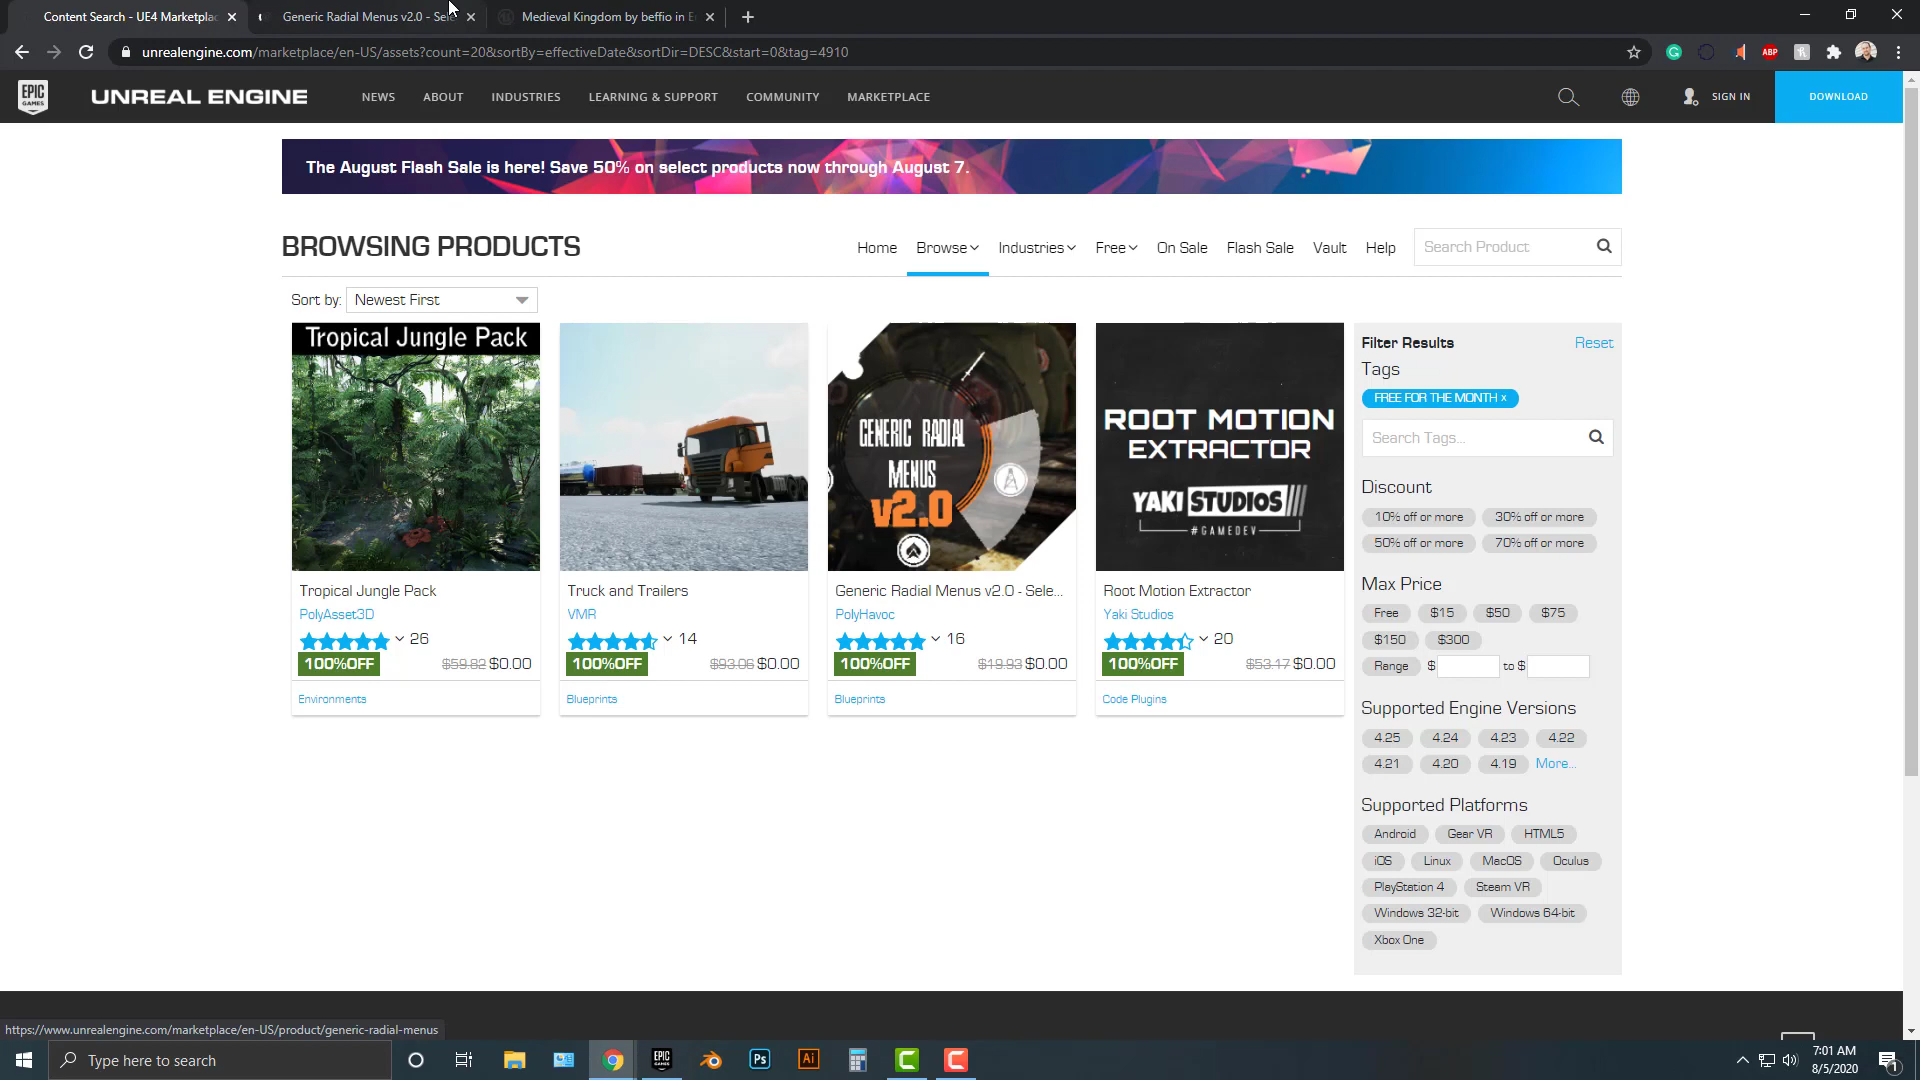 Content Search - UE4 Marketplac
Generic Radial Menus v2.0 - Sele
Medieval Kingdom by beffio in E
unrealengine.com/marketplace/en-US/assets?count=20&sortBy=effectiveDate&sortDir=DESC&start=0&tag=4910
ABP
EPIC GAMES
UNREAL ENGINE
NEWS ABOUT INDUSTRIES LEARNING & SUPPORT COMMUNITY MARKETPLACE
SIGN IN
DOWNLOAD
The August Flash Sale is here! Save 50% on select products now through August 7.
BROWSING PRODUCTS
Home Browse Industries Free On Sale Flash Sale Vault Help
Search Product
Sort by: Newest First
Tropical Jungle Pack
GENERIC RADIAL
MENUS
v2.0
ROOT MOTION
EXTRACTOR
YAKI STUDIOS
#GAMEDEV
Tropical Jungle Pack
PolyAsset3D
26
100%OFF $59.82 $0.00
Environments
Truck and Trailers
VMR
14
100%OFF $93.06 $0.00
Blueprints
Generic Radial Menus v2.0 - Sele...
PolyHavoc
16
100%OFF $19.93 $0.00
Blueprints
Root Motion Extractor
Yaki Studios
20
100%OFF $53.17 $0.00
Code Plugins
Filter Results Reset
Tags
FREE FOR THE MONTH x
Search Tags...
Discount
10% off or more 30% off or more
50% off or more 70% off or more
Max Price
Free $15 $50 $75
$150 $300
Range $ to $
Supported Engine Versions
4.25 4.24 4.23 4.22
4.21 4.20 4.19 More...
Supported Platforms
Android Gear VR HTML5
iOS Linux MacOS Oculus
PlayStation 4 Steam VR
Windows 32-bit Windows 64-bit
Xbox One
https://www.unrealengine.com/marketplace/en-US/product/generic-radial-menus
Type here to search
EPIC GAMES
Ps
Ai
7:01 AM
8/5/2020
1